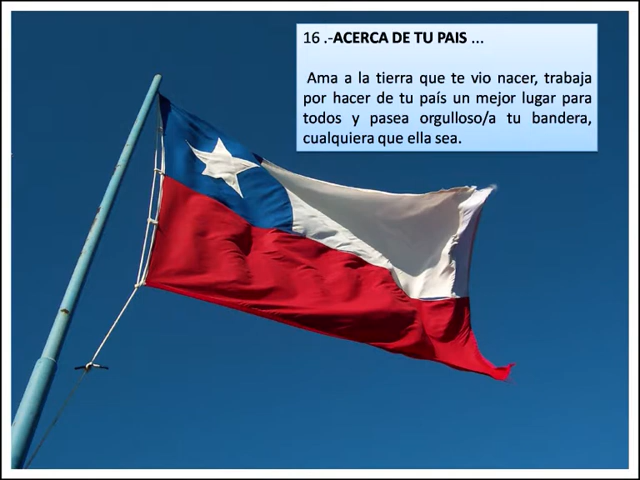 16 .-ACERCA DE TU PAIS ...
Ama a la tierra que te vio nacer, trabaja
por hacer de tu país un mejor lugar para
todos y pasea orgulloso/a tu bandera,
cualquiera que ella sea.